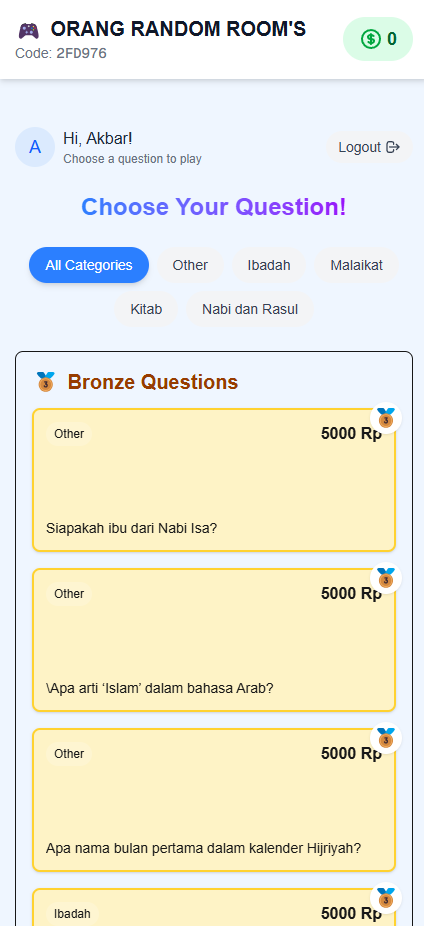 ORANG RANDOM ROOM'S
Code: 2FD976
0
A
Hi, Akbar!
Choose a question to play
Logout
Choose Your Question!
All Categories
Other
Ibadah
Malaikat
Kitab
Nabi dan Rasul
Bronze Questions
Other
5000 Rp
Siapakah ibu dari Nabi Isa?
Other
5000 Rp
\Apa arti ‘Islam’ dalam bahasa Arab?
Other
5000 Rp
Apa nama bulan pertama dalam kalender Hijriyah?
Ibadah
5000 Rp